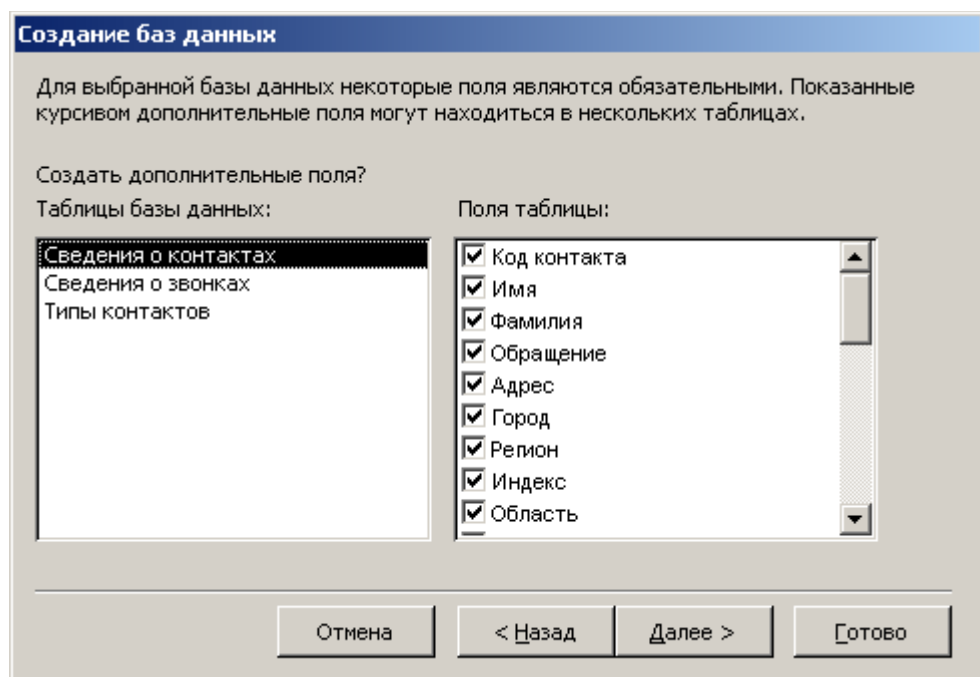 Создание баз данных
Для выбранной базы данных некоторые поля являются обязательными. Показанные
курсивом дополнительные поля могут находиться в нескольких таблицах.
Создать дополнительные поля?
Таблицы базы данных:
Поля таблицы:
Сведения о контактах
Сведения о звонках
Типы контактов
Код контакта
Имя
Фамилия
Обращение
Адрес
Город
Регион
Индекс
Область
Отмена
< Назад
Далее >
Готово